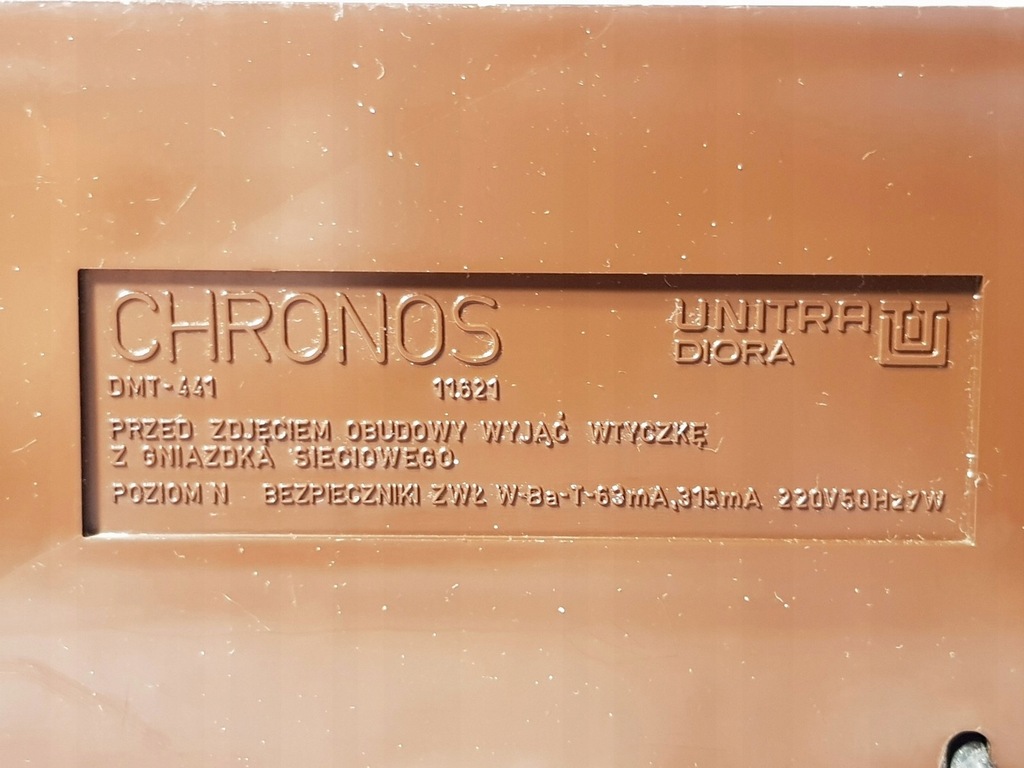 CHRONOS
UNITRA
DIORA
DMT-441 11621
PRZED ZDJĘCIEM OBUDOWY WYJĄĆ WTYCZKĘ
Z GNIAZDKA SIECIOWEGO.
POZIOM N BEZPIECZNIKI ZWŁ W-Ba-T-63mA,315mA 220V50Hz7W